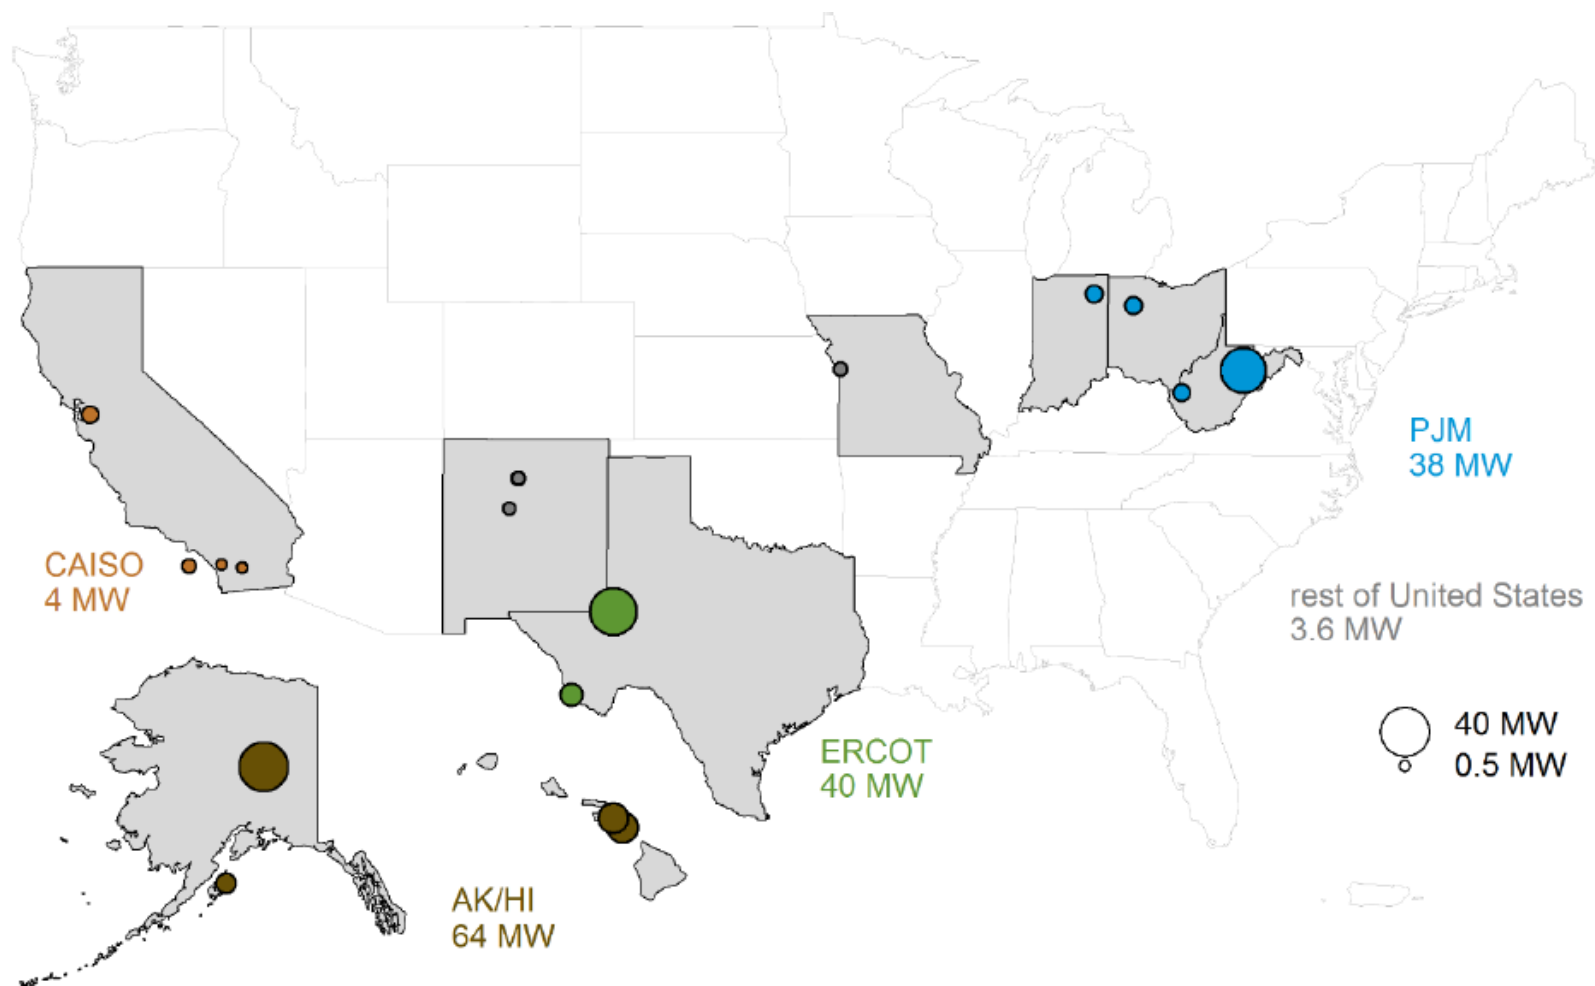 PJM
38 MW
CAISO
4 MW
rest of United States
3.6 MW
40 MW
0.5 MW
ERCOT
40 MW
AK/HI
64 MW